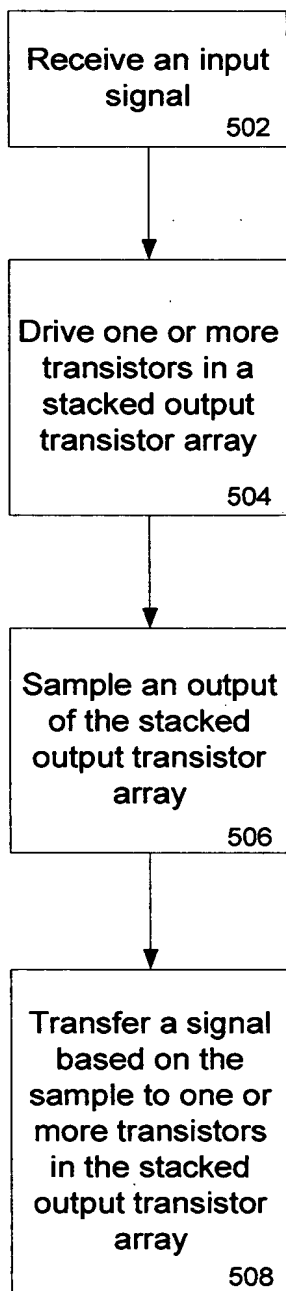 Receive an input
signal
502
Drive one or more
transistors in a
stacked output
transistor array
504
Sample an output
of the stacked
output transistor
array
506
Transfer a signal
based on the
sample to one or
more transistors
in the stacked
output transistor
array
508